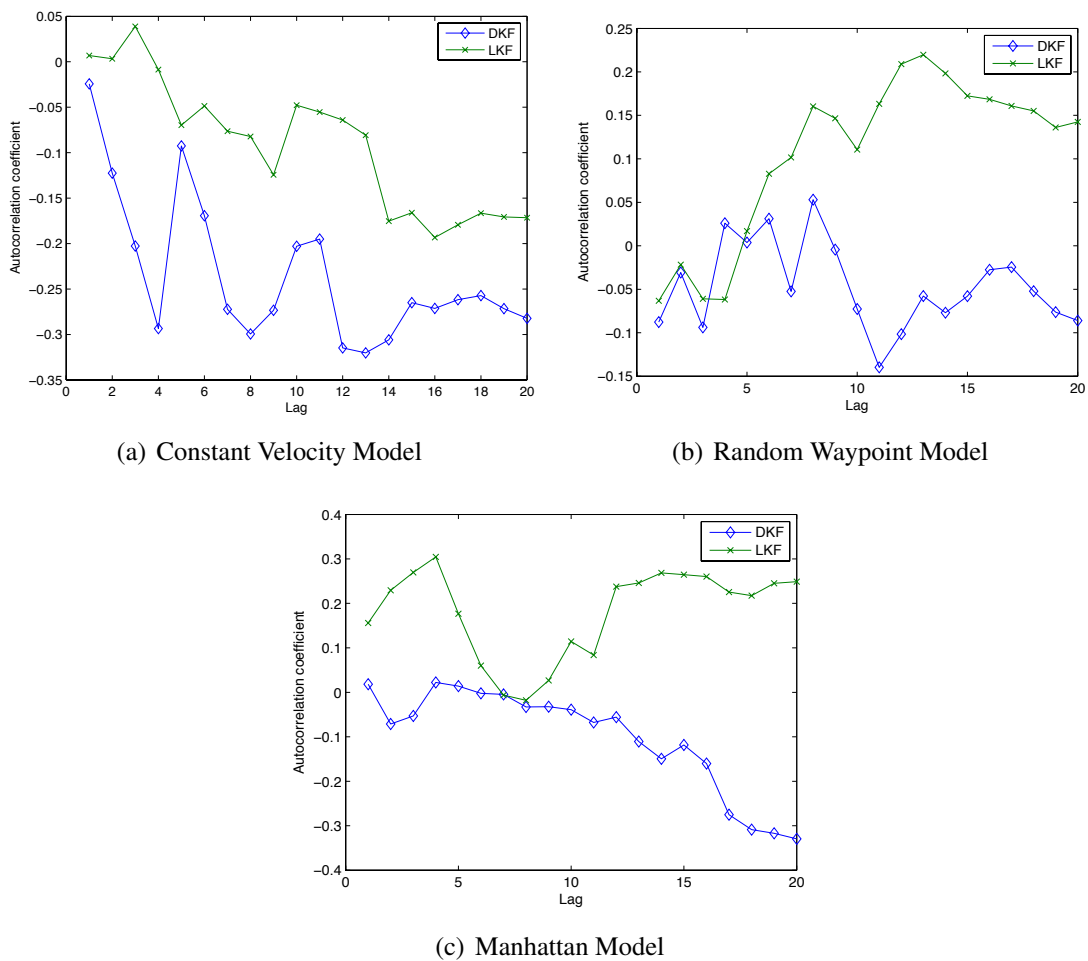 0.05
0
−0.05
−0.1
−0.15
−0.2
−0.25
−0.3
−0.35
Autocorrelation coefficient
0 2 4 6 8 10 12 14 16 18 20
Lag
DKF
LKF
(a) Constant Velocity Model
0.25
0.2
0.15
0.1
0.05
0
−0.05
−0.1
−0.15
Autocorrelation coefficient
0 5 10 15 20
Lag
DKF
LKF
(b) Random Waypoint Model
0.4
0.3
0.2
0.1
0
−0.1
−0.2
−0.3
−0.4
Autocorrelation coefficient
0 5 10 15 20
Lag
DKF
LKF
(c) Manhattan Model